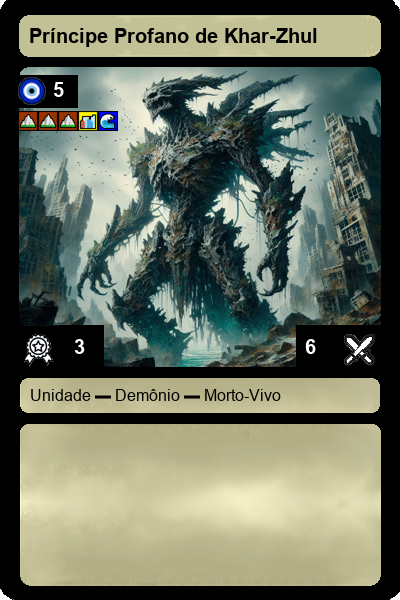 Príncipe Profano de Khar-Zhul
5
3
6
Unidade — Demônio — Morto-Vivo